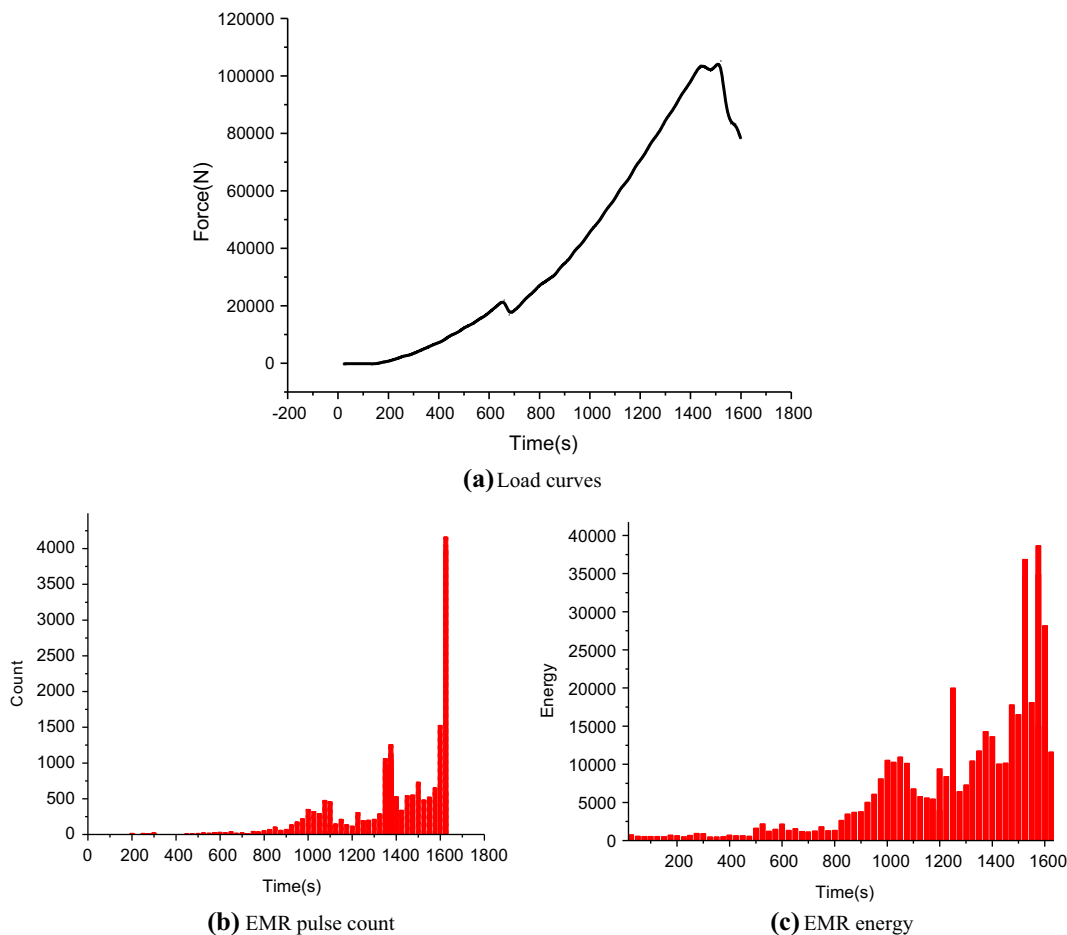 120000
100000
80000
60000
40000
20000
0
Force(N)
-200 0 200 400 600 800 1000 1200 1400 1600 1800
Time(s)
(a) Load curves
4000
3500
3000
2500
2000
1500
1000
500
0
Count
0 200 400 600 800 1000 1200 1400 1600 1800
Time(s)
(b) EMR pulse count
40000
35000
30000
25000
20000
15000
10000
5000
0
Energy
200 400 600 800 1000 1200 1400 1600
Time(s)
(c) EMR energy